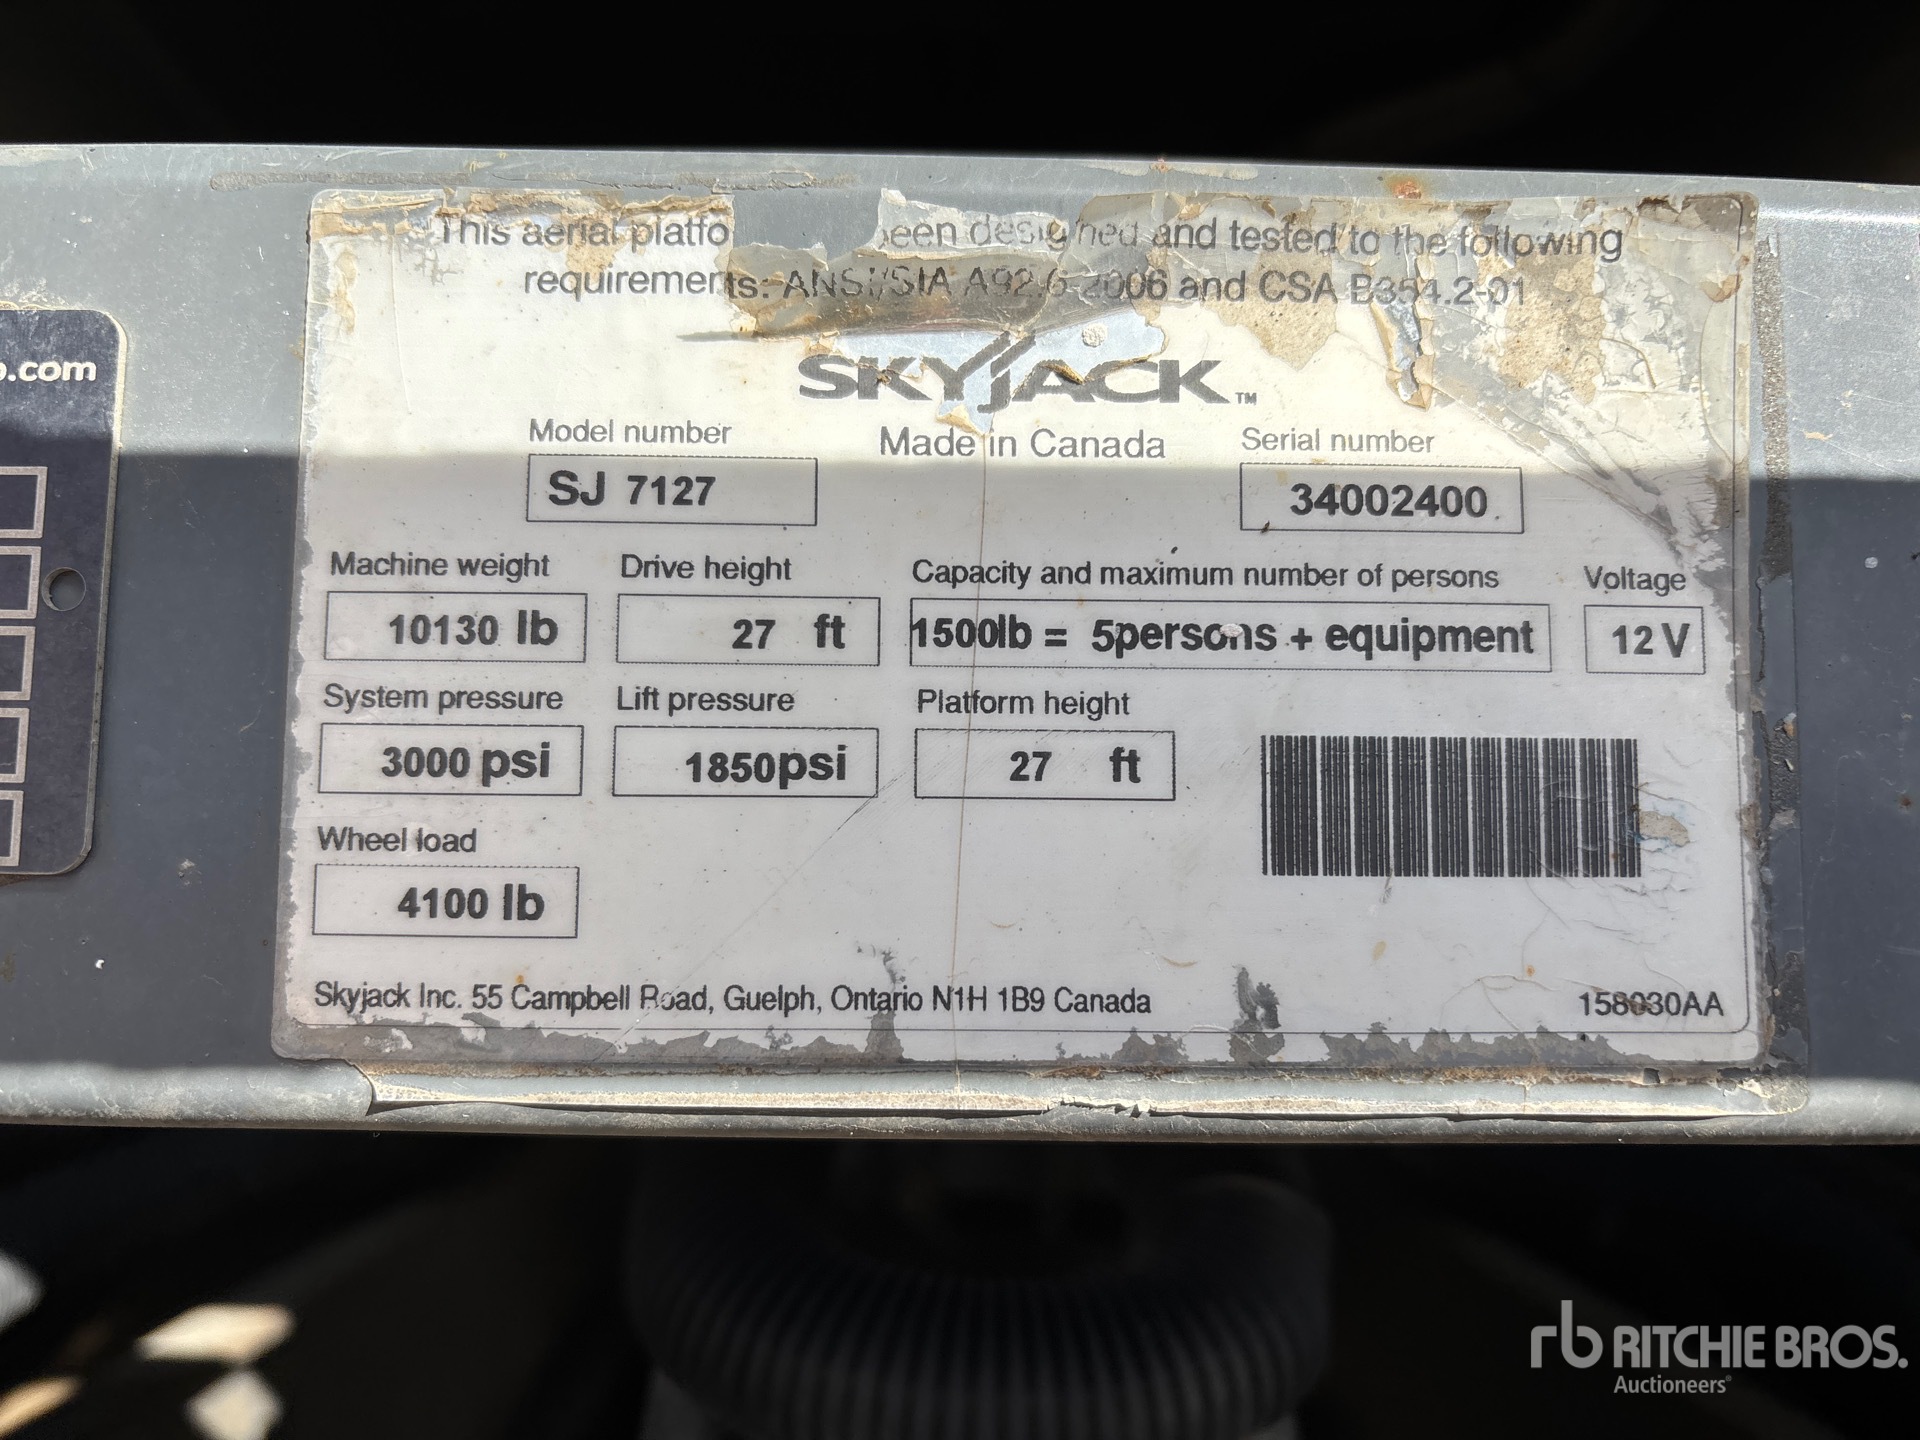 This aerial platfo been designed and tested to the following
requirements: ANSI/SIA A92.6-2006 and CSA B354.2-01
SKYJACK™
Model number
Made in Canada
Serial number
SJ 7127
34002400
Machine weight
Drive height
Capacity and maximum number of persons
Voltage
10130 lb
27 ft
1500lb = 5persons + equipment
12 V
System pressure
Lift pressure
Platform height
3000 psi
1850psi
27 ft
Wheel load
4100 lb
Skyjack Inc. 55 Campbell Road, Guelph, Ontario N1H 1B9 Canada
158030AA
.com
rb RITCHIE BROS.
Auctioneers®